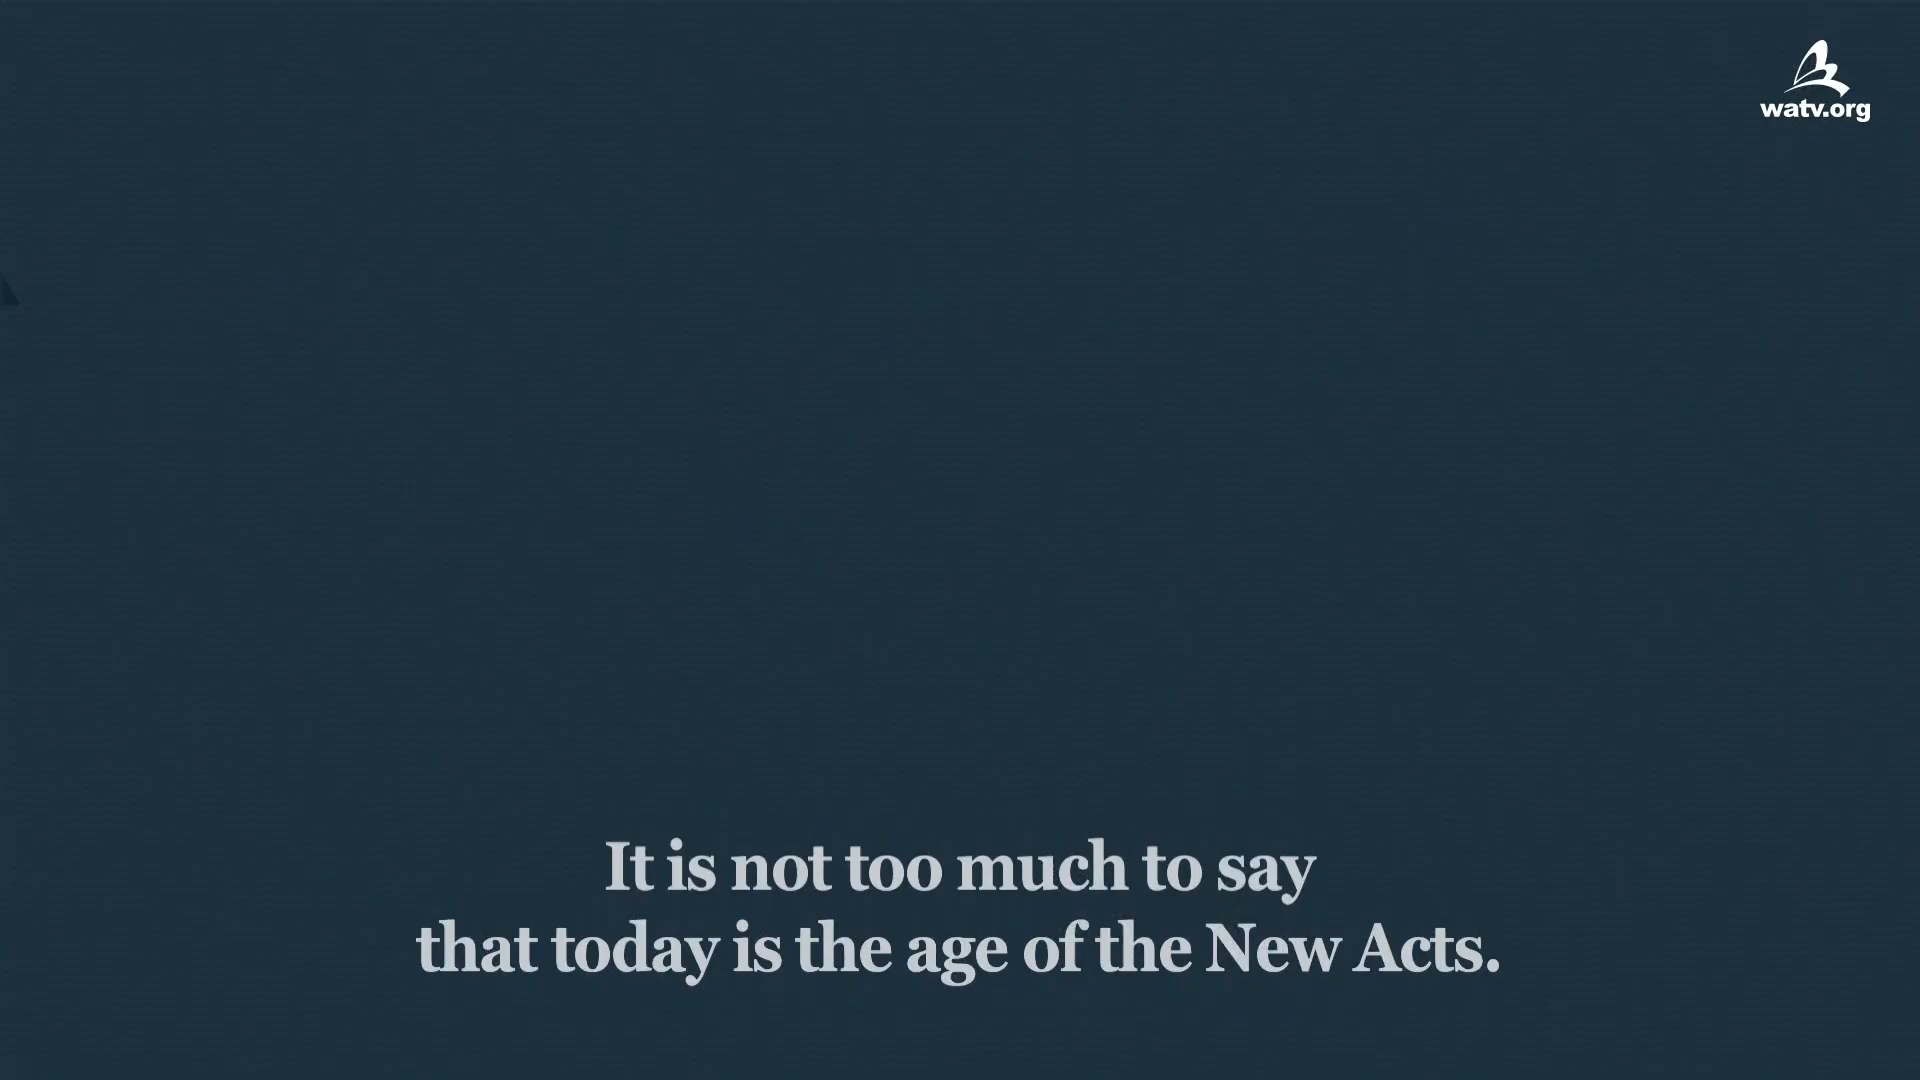 watv.org
It is not too much to say
that today is the age of the New Acts.